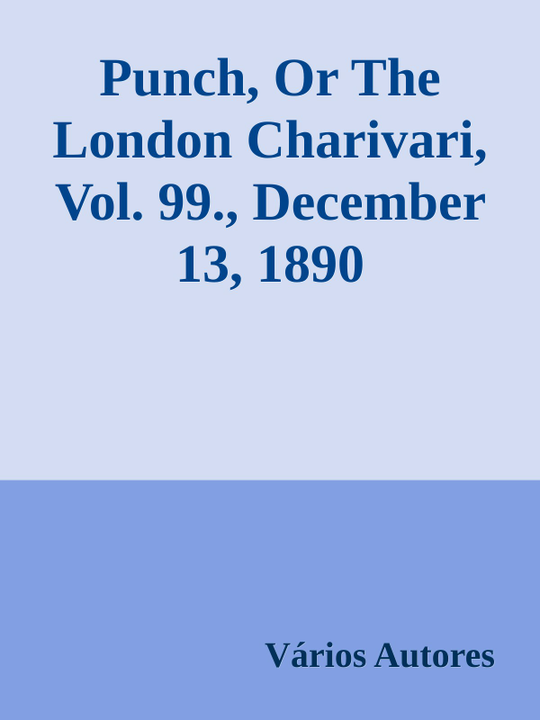 Punch, Or The
London Charivari,
Vol. 99., December
13, 1890
Vários Autores